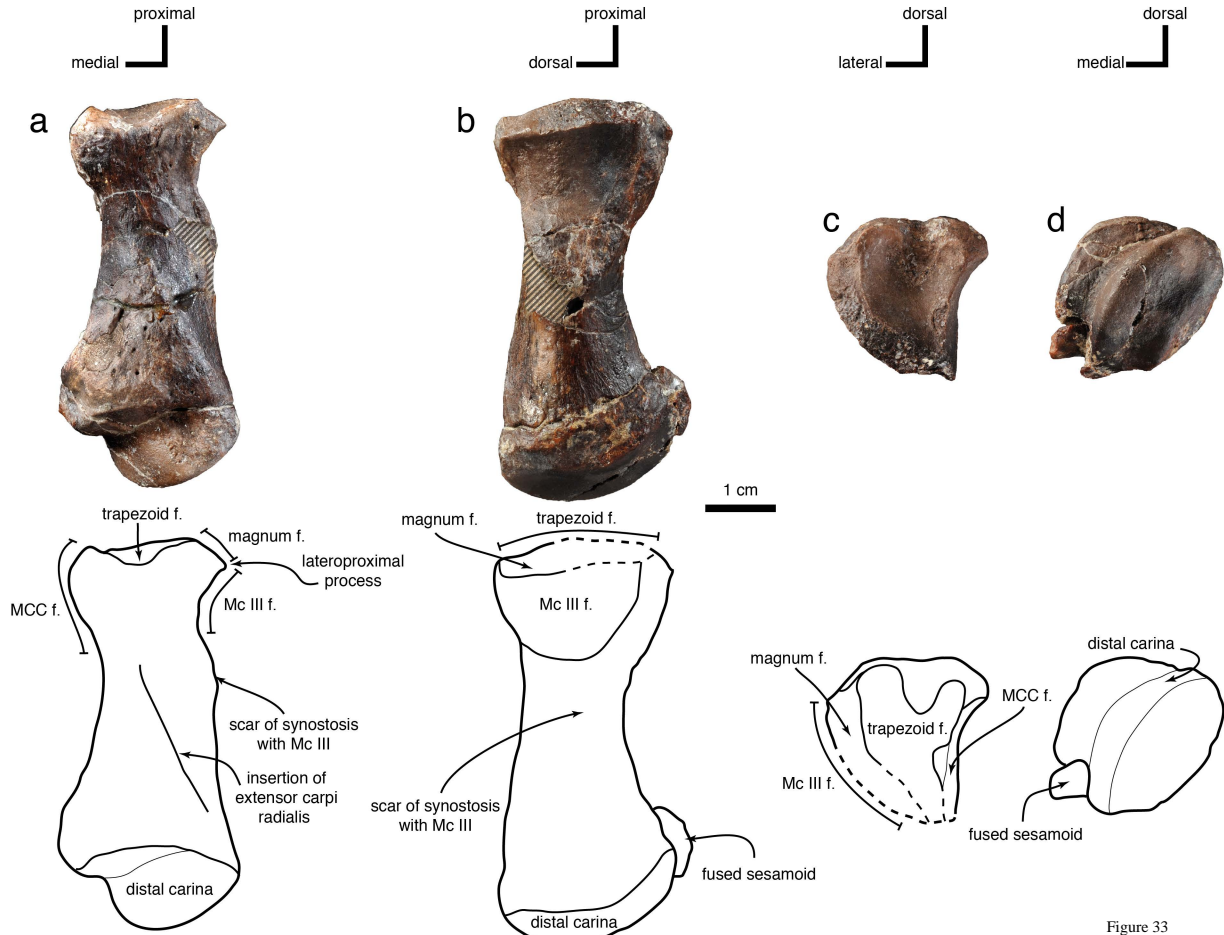 proximal
medial
proximal
dorsal
dorsal
lateral
dorsal
medial
a
b
c
d
1 cm
trapezoid f.
magnum f.
lateroproximal
process
MCC f.
Mc III f.
scar of synostosis
with Mc III
insertion of
extensor carpi
radialis
distal carina
magnum f.
trapezoid f.
Mc III f.
scar of synostosis
with Mc III
fused sesamoid
distal carina
magnum f.
MCC f.
trapezoid f.
Mc III f.
distal carina
fused sesamoid
Figure 33